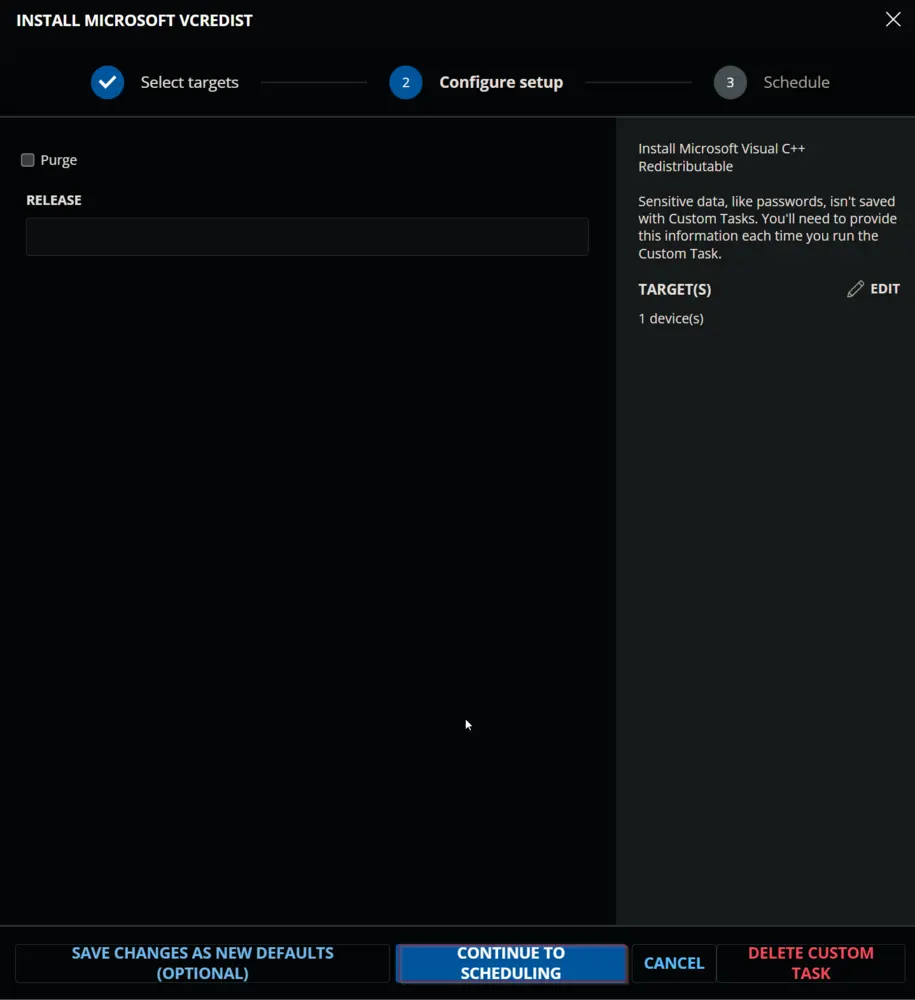 INSTALL MICROSOFT VCREDIST
Select targets
2
Configure setup
3
Schedule
Purge
RELEASE
Install Microsoft Visual C++
Redistributable
Sensitive data, like passwords, isn't saved
with Custom Tasks. You'll need to provide
this information each time you run the
Custom Task.
TARGET(S)
EDIT
1 device(s)
SAVE CHANGES AS NEW DEFAULTS
(OPTIONAL)
CONTINUE TO
SCHEDULING
CANCEL
DELETE CUSTOM
TASK